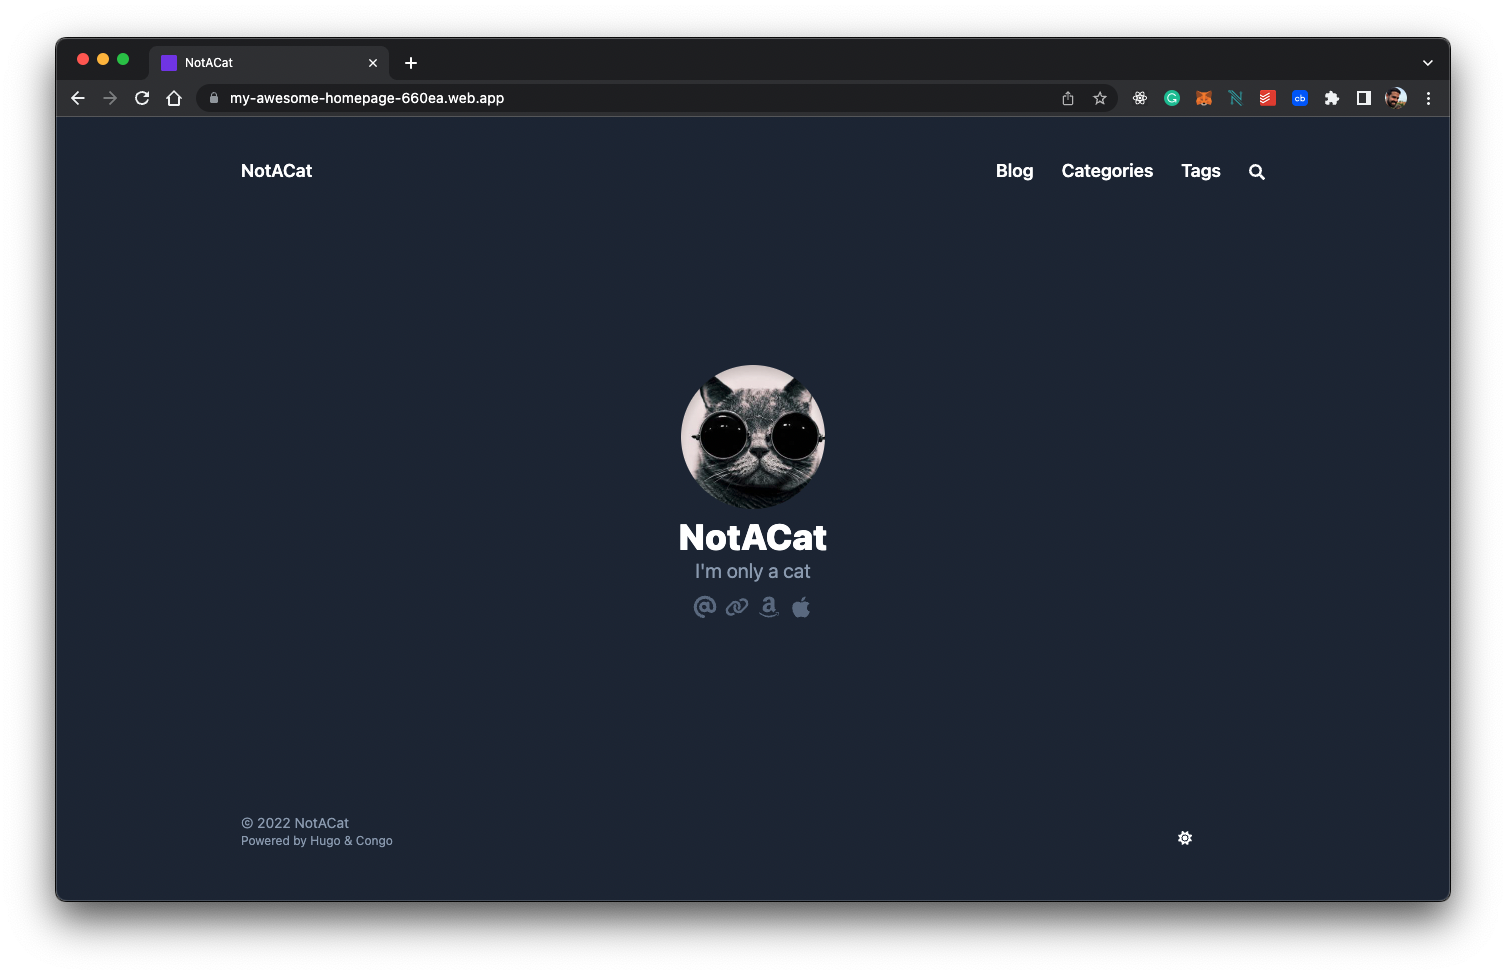 NotACat
my-awesome-homepage-660ea.web.app
G
cb
NotACat
Blog Categories Tags
NotACat
I'm only a cat
© 2022 NotACat
Powered by Hugo & Congo